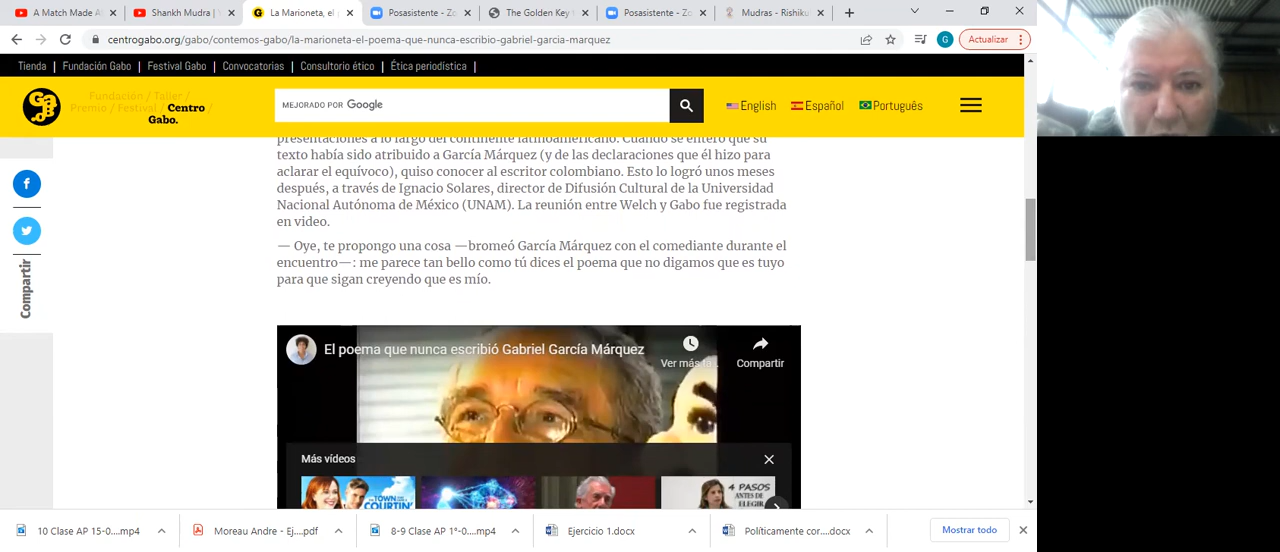 A Match Made A
Shankh Mudra | Y
La Marioneta, el p
Posasistente - Zo
The Golden Key
Posasistente - Zo
Mudras - Rishiku
centrogabo.org/gabo/contemos-gabo/la-marioneta-el-poema-que-nunca-escribio-gabriel-garcia-marquez
G
Actualizar
Tienda | Fundación Gabo | Festival Gabo | Convocatorias | Consultorio ético | Ética periodística |
Fundación / Taller /
Premio / Festival / Centro /
Gabo.
MEJORADO POR Google
English
Español
Português
presentaciones a lo largo del continente latinoamericano. Cuando se enteró que su
texto había sido atribuido a García Márquez (y de las declaraciones que él hizo para
aclarar el equívoco), quiso conocer al escritor colombiano. Esto lo logró unos meses
después, a través de Ignacio Solares, director de Difusión Cultural de la Universidad
Nacional Autónoma de México (UNAM). La reunión entre Welch y Gabo fue registrada
en video.
— Oye, te propongo una cosa —bromeó García Márquez con el comediante durante el
encuentro—: me parece tan bello como tú dices el poema que no digamos que es tuyo
para que sigan creyendo que es mío.
Compartir
El poema que nunca escribió Gabriel García Márquez
Ver más ta...
Compartir
Más vídeos
TOWN
COURTIN'
4 PASOS
ANTES DE
ELEGIR
10 Clase AP 15-0....mp4
Moreau Andre - Ej....pdf
8-9 Clase AP 1°-0....mp4
Ejercicio 1.docx
Políticamente cor....docx
Mostrar todo